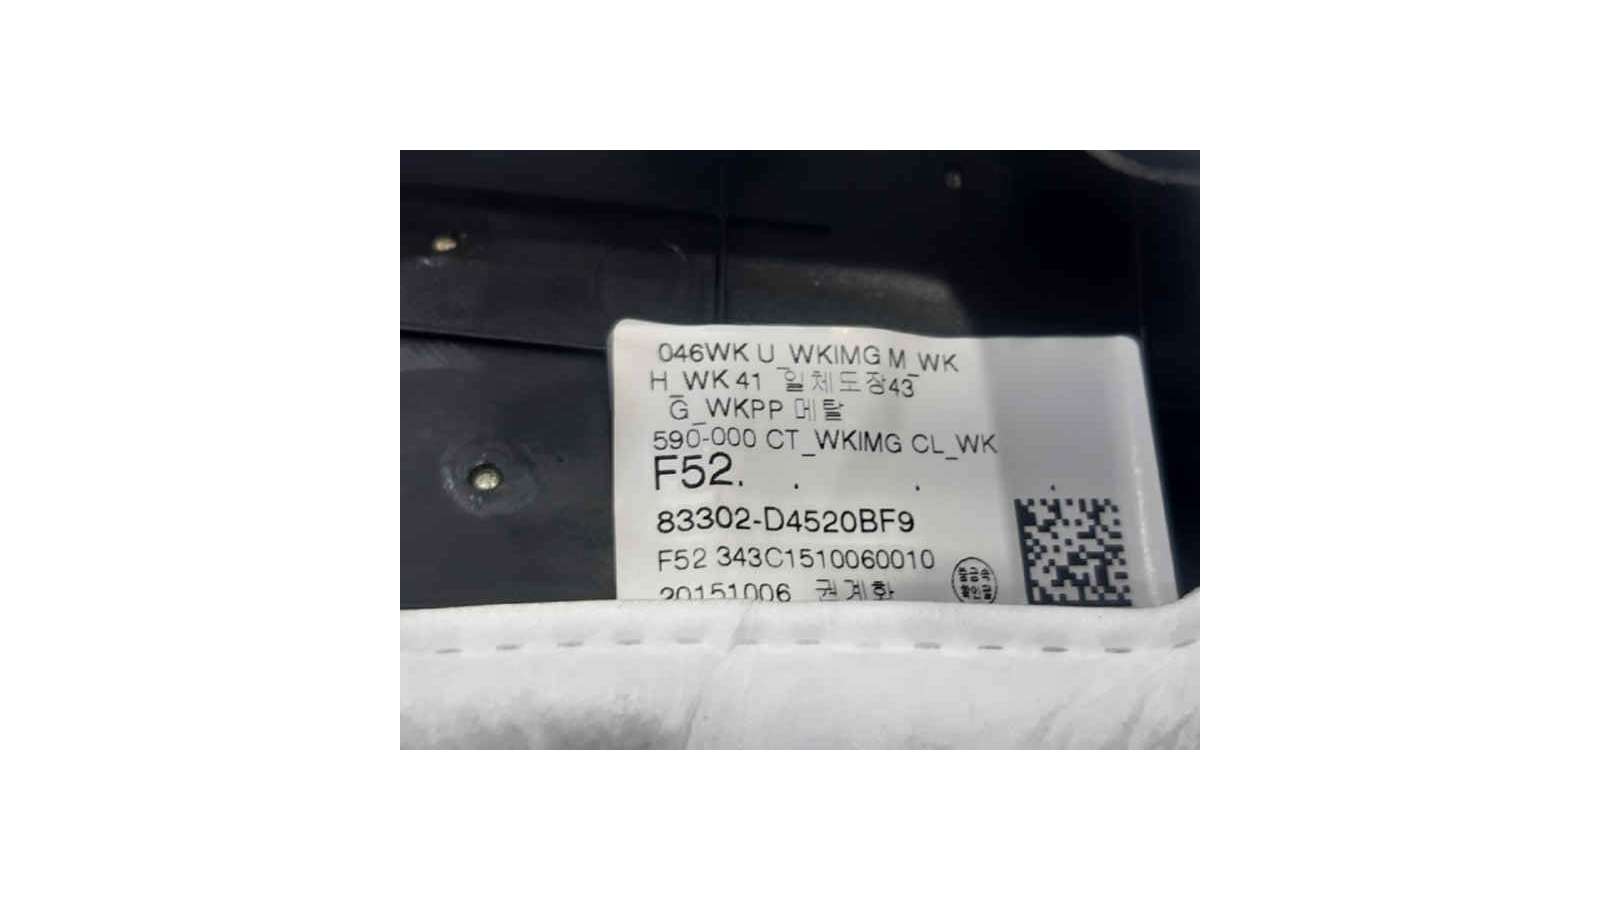 046WK U_WKIMG M_WK
H_WK 41 일체도장43
G_WKPP 메탈
590-000 CT_WKIMG CL_WK
F52. . . .
83302-D4520BF9
F52 343C1510060010
20151006 권계환